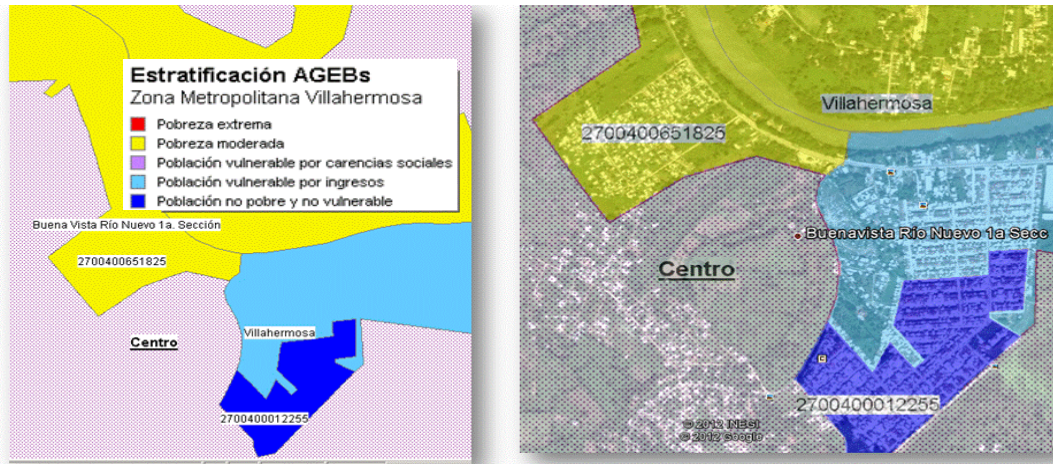 Estratificación AGEBs
Zona Metropolitana Villahermosa
Pobreza extrema
Pobreza moderada
Población vulnerable por carencias sociales
Población vulnerable por ingresos
Población no pobre y no vulnerable
Buena Vista Río Nuevo 1a. Sección
2700400651825
Centro
Villahermosa
2700400012255
Villahermosa
2700400651825
Buenavista Río Nuevo 1a Secc
Centro
2700400012255
© 2012 INEGI
© 2012 Google